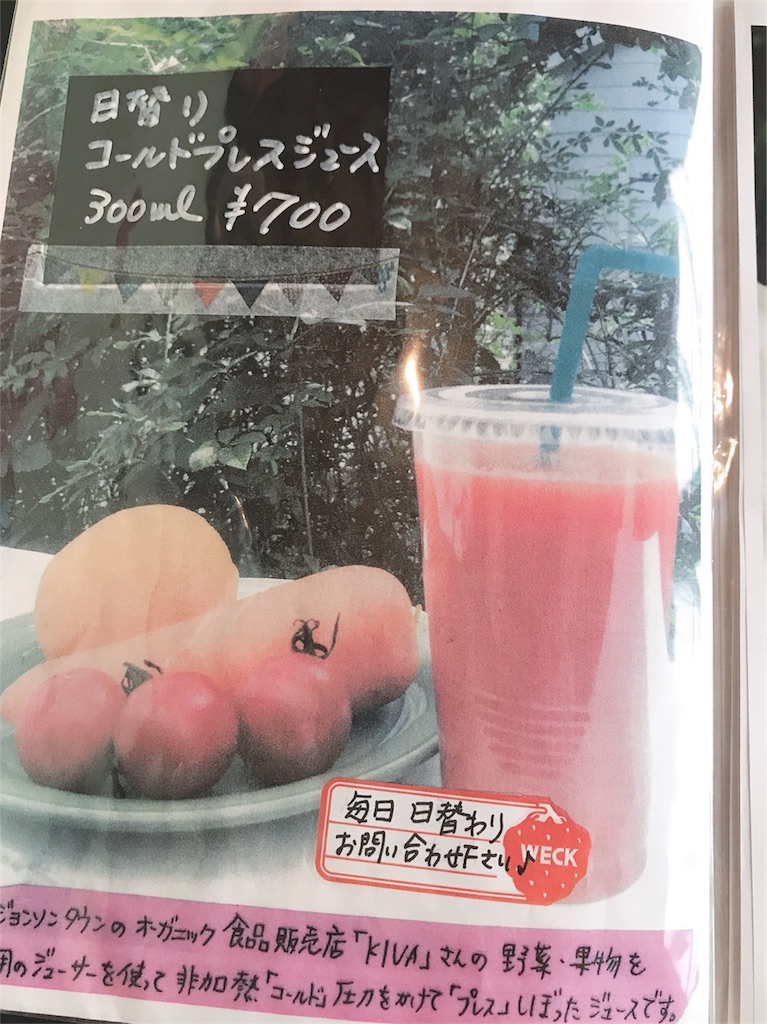 日替り
コールドプレスジュース
300ml ¥700
毎日 日替わり
お問い合わせ下さい♪
WECK
ジョンソンタウンのオーガニック食品販売店「KIVA」さんの野菜・果物を
用のジューサーを使って非加熱「コールド」圧力をかけて「プレス」しぼったジュースです。